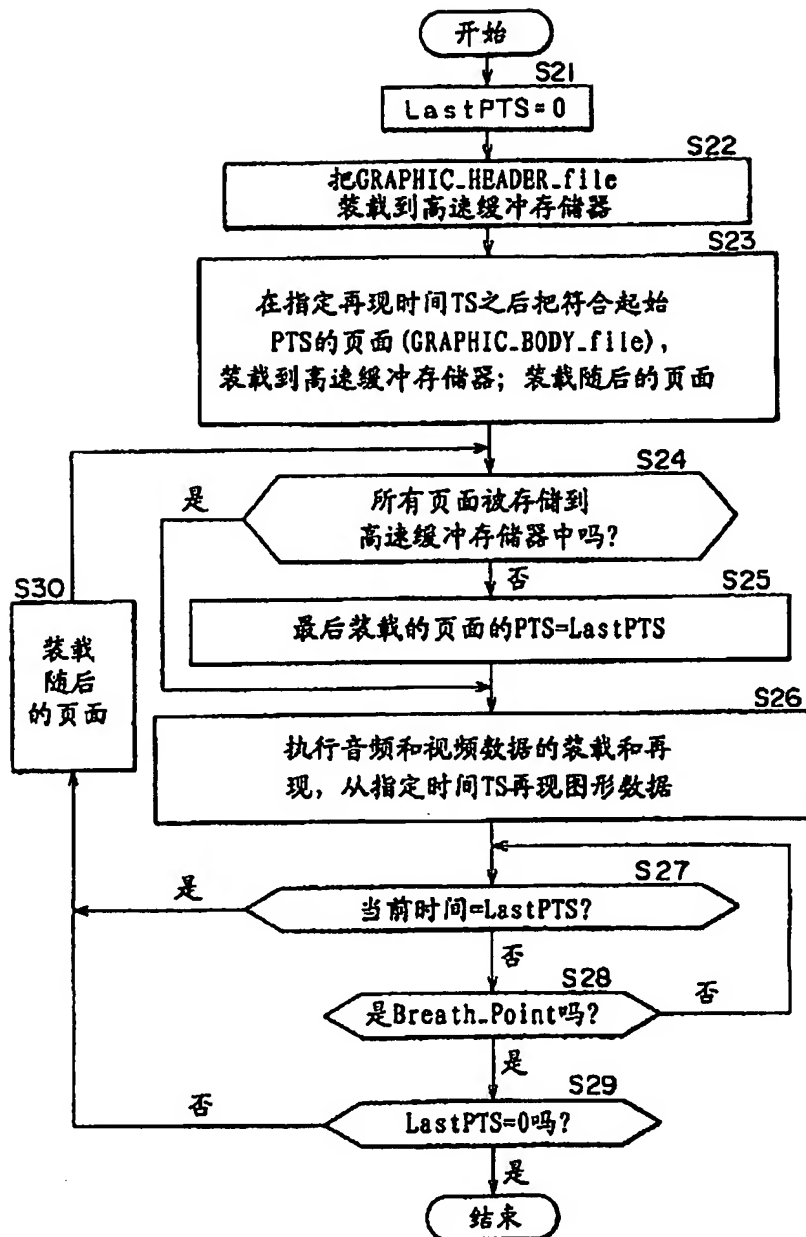 开始
S21
LastPTS=0
S22
把GRAPHIC_HEADER_file
装载到高速缓冲存储器
S23
在指定再现时间TS之后把符合起始
PTS的页面(GRAPHIC_BODY_file),
装载到高速缓冲存储器; 装载随后的页面
S24
是
所有页面被存储到
高速缓冲存储器中吗?
否
S25
最后装载的页面的PTS=LastPTS
S30
装载
随后
的页面
S26
执行音频和视频数据的装载和再
现, 从指定时间TS再现图形数据
S27
是
当前时间=LastPTS?
否
S28
是Breath_Point吗?
否
是
S29
否
LastPTS=0吗?
是
结束